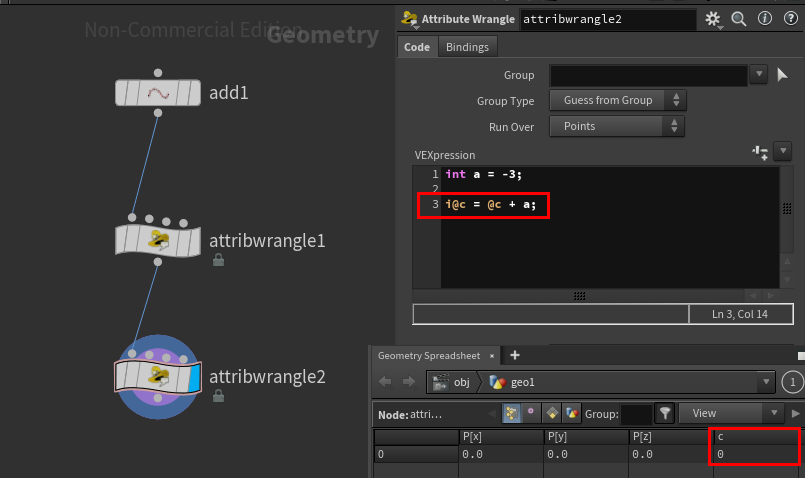 Non-Commercial Edition
Geometry
add1
attribwrangle1
attribwrangle2
Attribute Wrangle attribwrangle2
Code Bindings
Group
Group Type Guess from Group
Run Over Points
VEXpression
1 int a = -3;
2
3 i@c = @c + a;
Ln 3, Col 14
Geometry Spreadsheet × +
obj geo1 1
Node: attri... Group: View
P[x] P[y] P[z] c
0 0.0 0.0 0.0 0